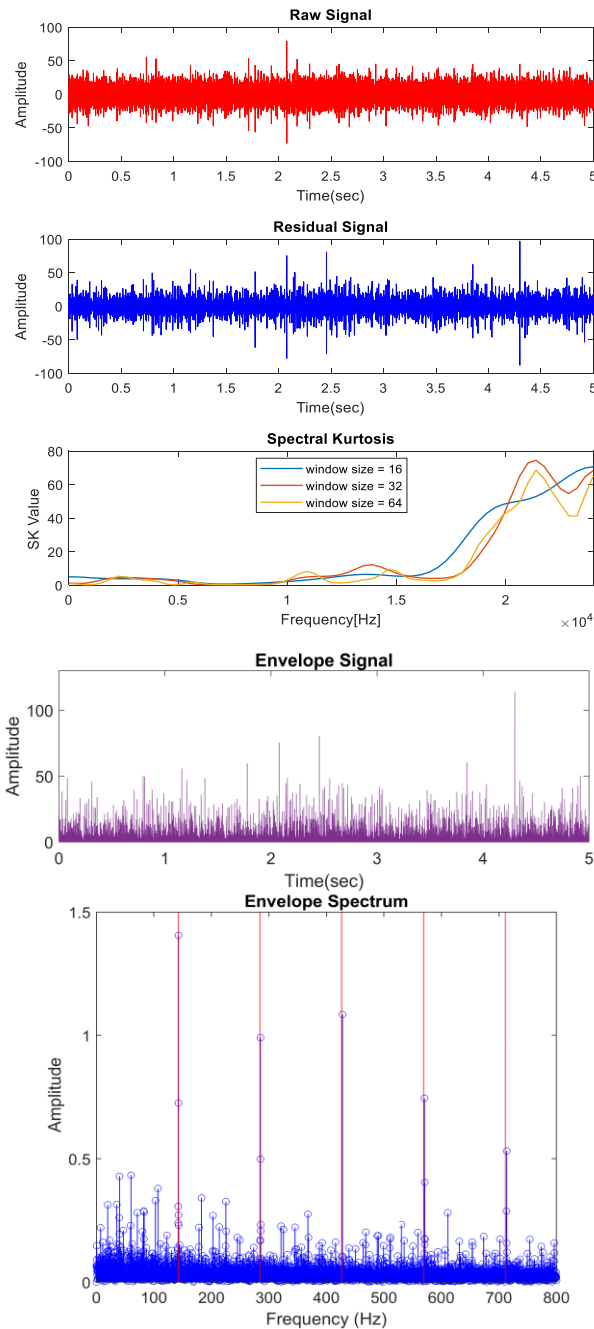 Raw Signal
100
50
0
-50
-100
Amplitude
0 0.5 1 1.5 2 2.5 3 3.5 4 4.5 5
Time(sec)
Residual Signal
100
50
0
-50
-100
Amplitude
0 0.5 1 1.5 2 2.5 3 3.5 4 4.5 5
Time(sec)
Spectral Kurtosis
80
60
40
20
0
SK Value
window size = 16
window size = 32
window size = 64
0 0.5 1 1.5 2
×10⁴
Frequency[Hz]
Envelope Signal
100
50
0
Amplitude
0 1 2 3 4 5
Time(sec)
Envelope Spectrum
1.5
1
0.5
0
Amplitude
0 100 200 300 400 500 600 700 800
Frequency (Hz)